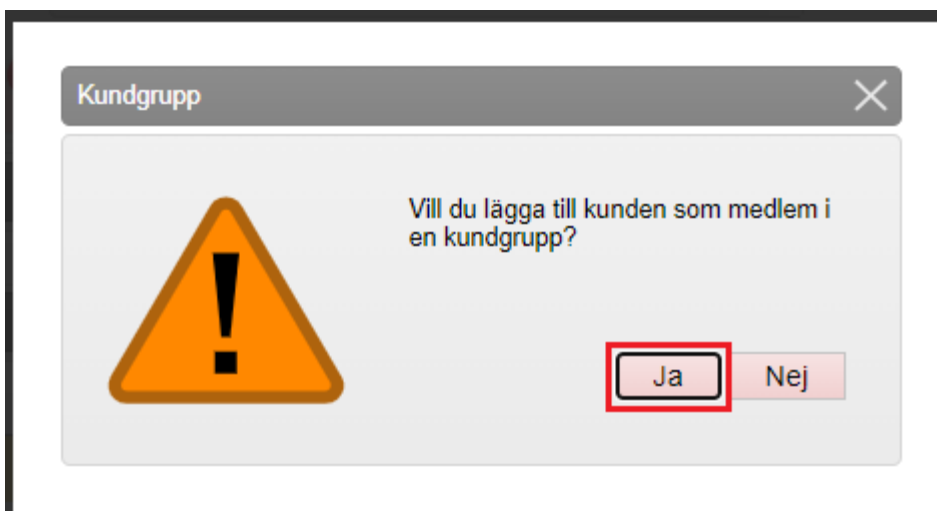 Kundgrupp
Vill du lägga till kunden som medlem i
en kundgrupp?
Ja Nej